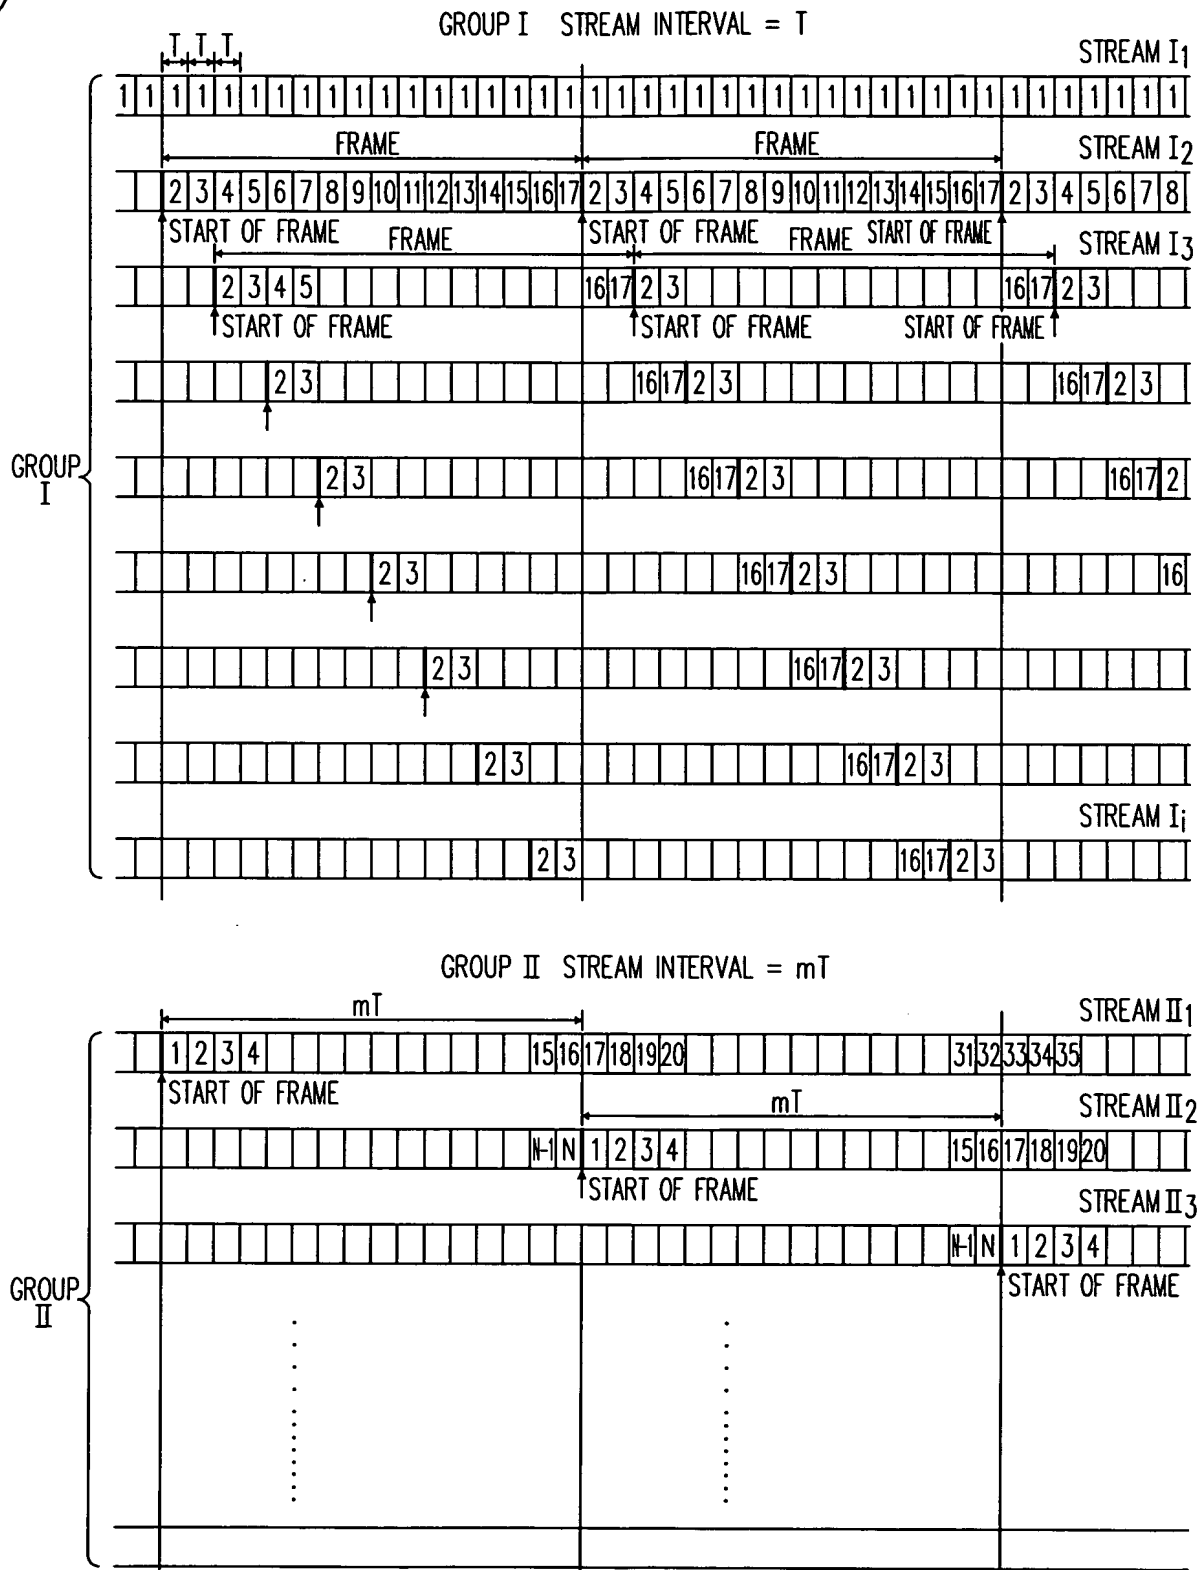 GROUP I STREAM INTERVAL = T
T T T
STREAM I1
1 1 1 1 1 1 1 1 1 1 1 1 1 1 1 1 1 1 1 1 1 1 1 1 1 1 1 1 1 1 1 1 1 1 1 1 1 1 1 1 1
FRAME FRAME STREAM I2
2 3 4 5 6 7 8 9 10 11 12 13 14 15 16 17 2 3 4 5 6 7 8 9 10 11 12 13 14 15 16 17 2 3 4 5 6 7 8
START OF FRAME START OF FRAME START OF FRAME
FRAME FRAME STREAM I3
2 3 4 5 16 17 2 3 16 17 2 3
START OF FRAME START OF FRAME START OF FRAME
2 3 16 17 2 3 16 17 2 3
GROUP I
2 3 16 17 2 3 16 17 2
2 3 16 17 2 3 16
2 3 16 17 2 3
2 3 16 17 2 3
STREAM Ii
2 3 16 17 2 3
GROUP II STREAM INTERVAL = mT
mT STREAM II1
1 2 3 4 15 16 17 18 19 20 31 32 33 34 35
START OF FRAME
mT STREAM II2
N-1 N 1 2 3 4 15 16 17 18 19 20
START OF FRAME
STREAM II3
N-1 N 1 2 3 4
START OF FRAME
GROUP II